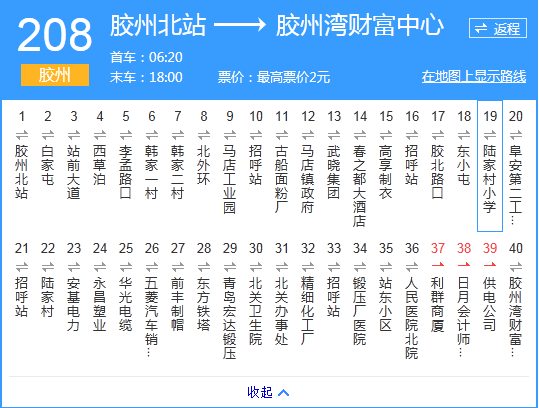 208
胶州
胶州北站 → 胶州湾财富中心
首车：06:20
末车：18:00
票价：最高票价2元
返程
在地图上显示路线
1 胶州北站
2 白家屯
3 站前大道
4 西草泊
5 李孟路口
6 韩家一村
7 韩家二村
8 北外环
9 马店工业园
10 招呼站
11 古船面粉厂
12 马店镇政府
13 武晓集团
14 春之都大酒店
15 高享制衣
16 招呼站
17 胶北路口
18 东小屯
19 陆家村小学
20 阜安第二工…
21 招呼站
22 陆家村
23 安基电力
24 永昌塑业
25 华光电缆
26 五菱汽车销…
27 前丰制帽
28 东方铁塔
29 青岛宏达锻压
30 北关卫生院
31 北关办事处
32 精细化工厂
33 招呼站
34 锻压厂医院
35 站东小区
36 人民医院北院
37 利群商厦
38 日月会计师…
39 供电公司
40 胶州湾财富…
收起